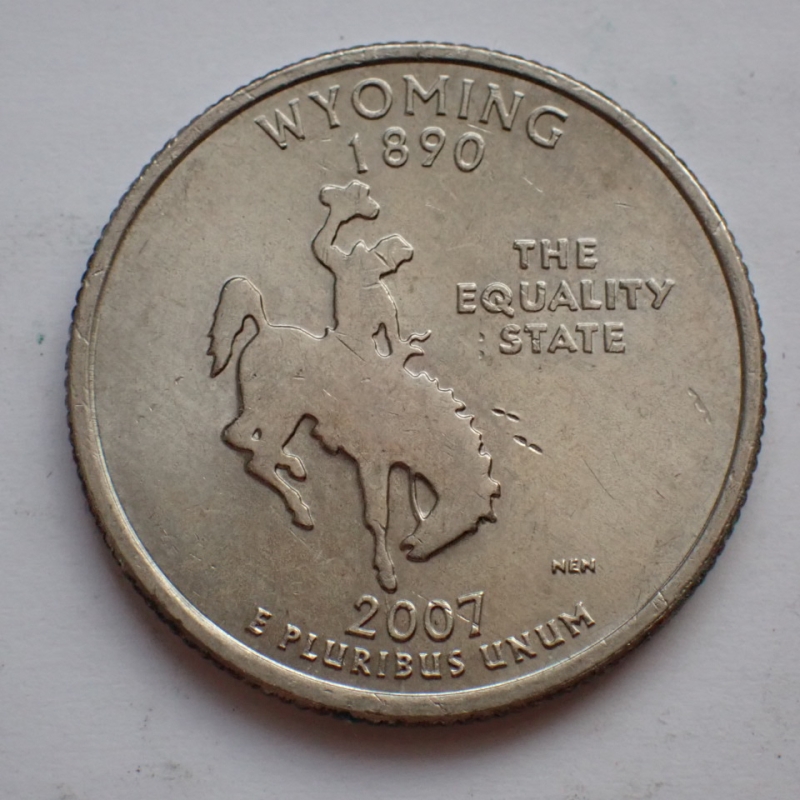 WYOMING
1890
THE
EQUALITY
STATE
NEN
2007
E PLURIBUS UNUM